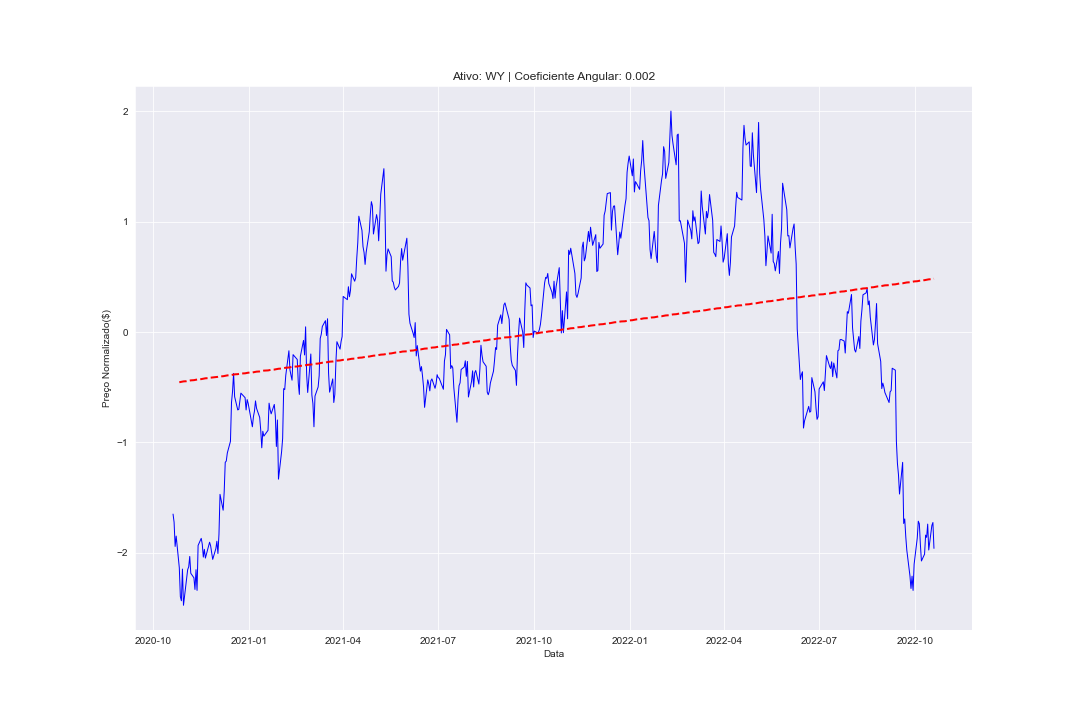 Ativo: WY | Coeficiente Angular: 0.002
Preço Normalizado($)
2
1
0
−1
−2
2020-10 2021-01 2021-04 2021-07 2021-10 2022-01 2022-04 2022-07 2022-10
Data